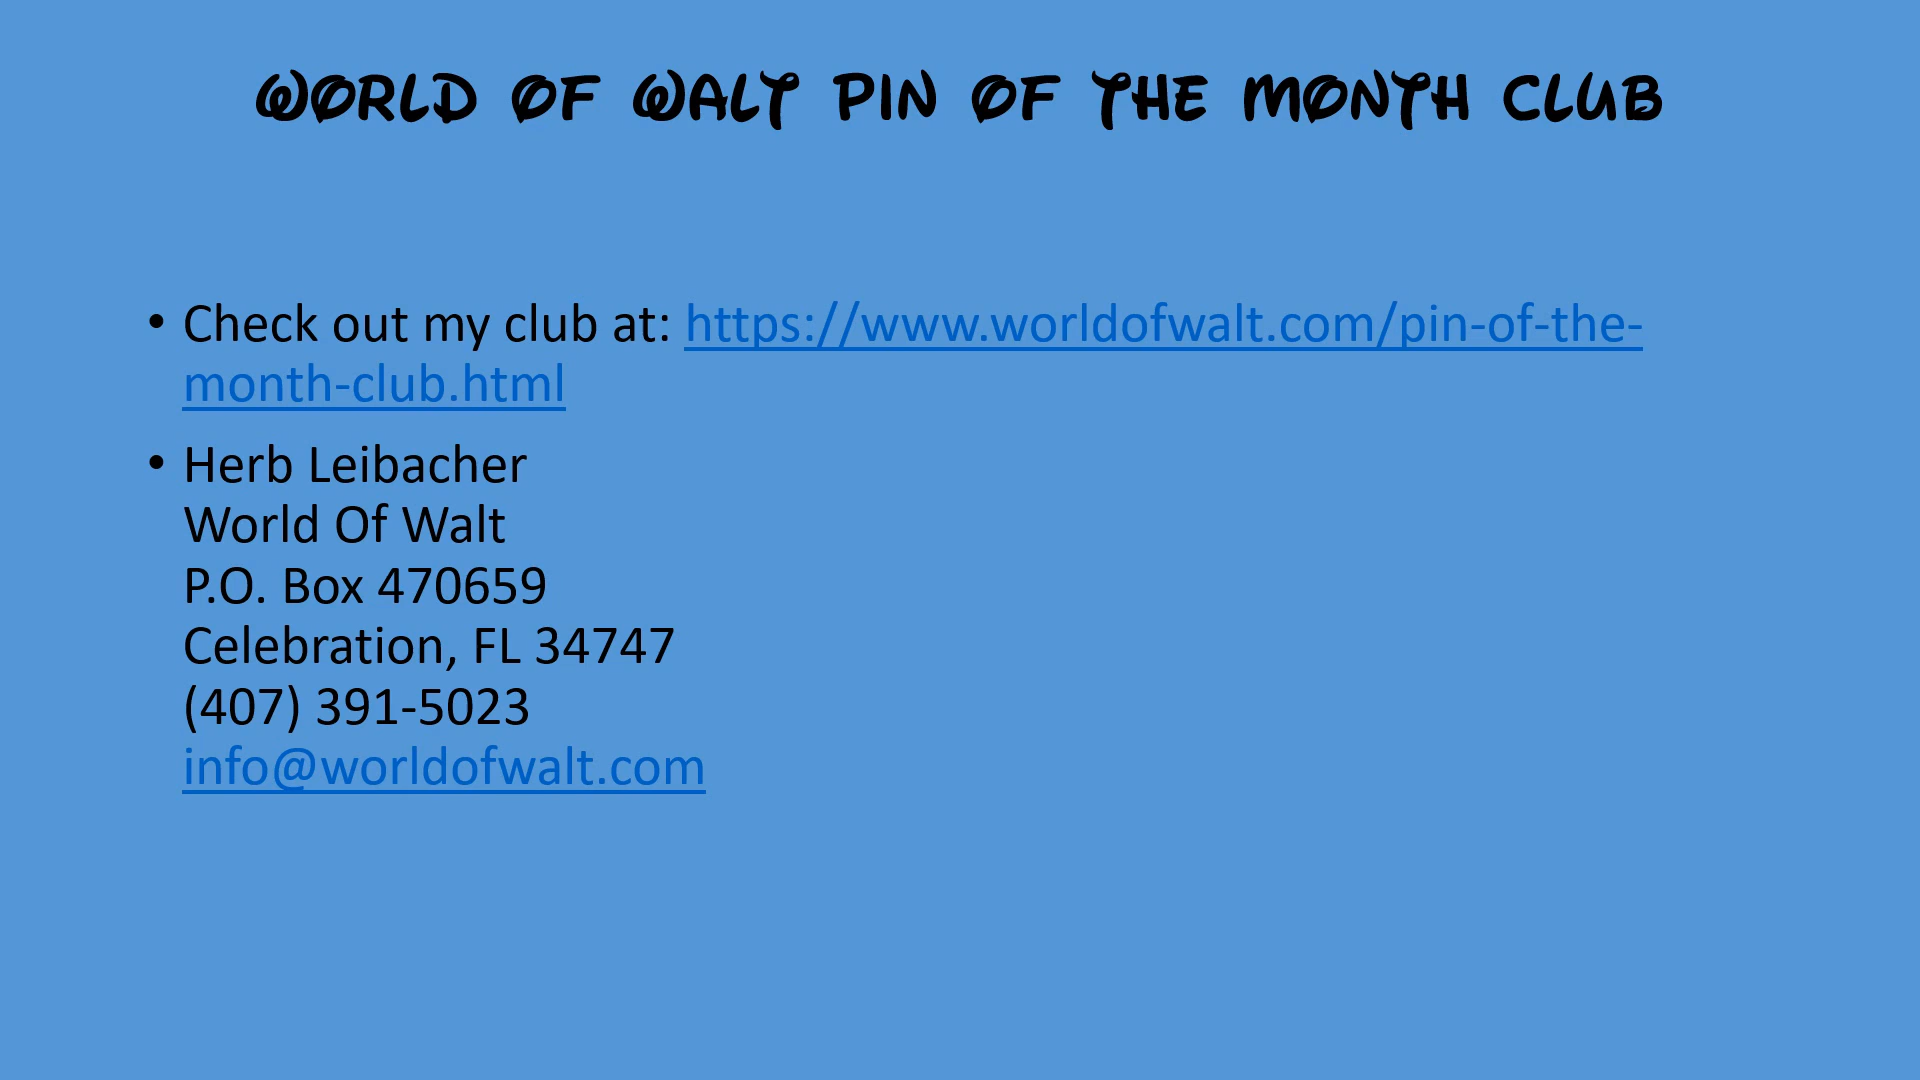 WORLD OF WALT PIN OF THE MONTH CLUB
• Check out my club at: https://www.worldofwalt.com/pin-of-the-
month-club.html
• Herb Leibacher
World Of Walt
P.O. Box 470659
Celebration, FL 34747
(407) 391-5023
info@worldofwalt.com